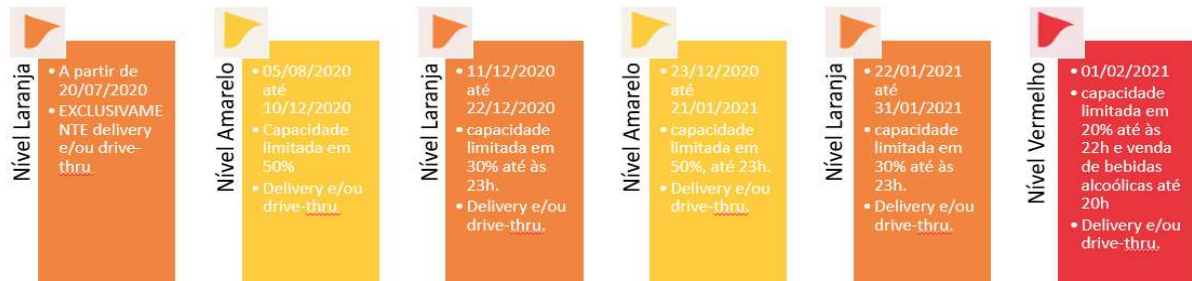 Nível Laranja
• A partir de
20/07/2020
• EXCLUSIVAME
NTE delivery
e/ou drive-
thru
Nível Amarelo
• 05/08/2020
até
10/12/2020
• Capacidade
limitada em
50%
• Delivery e/ou
drive-thru
Nível Laranja
• 11/12/2020
até
22/12/2020
• capacidade
limitada em
30% até às
23h.
• Delivery e/ou
drive-thru.
Nível Amarelo
• 23/12/2020
até
21/01/2021
• capacidade
limitada em
50%, até 23h.
• Delivery e/ou
drive-thru.
Nível Laranja
• 22/01/2021
até
31/01/2021
• capacidade
limitada em
30% até às
23h.
• Delivery e/ou
drive-thru.
Nível Vermelho
• 01/02/2021
• capacidade
limitada em
20% até às
22h e venda
de bebidas
alcoólicas até
20h
• Delivery e/ou
drive-thru.